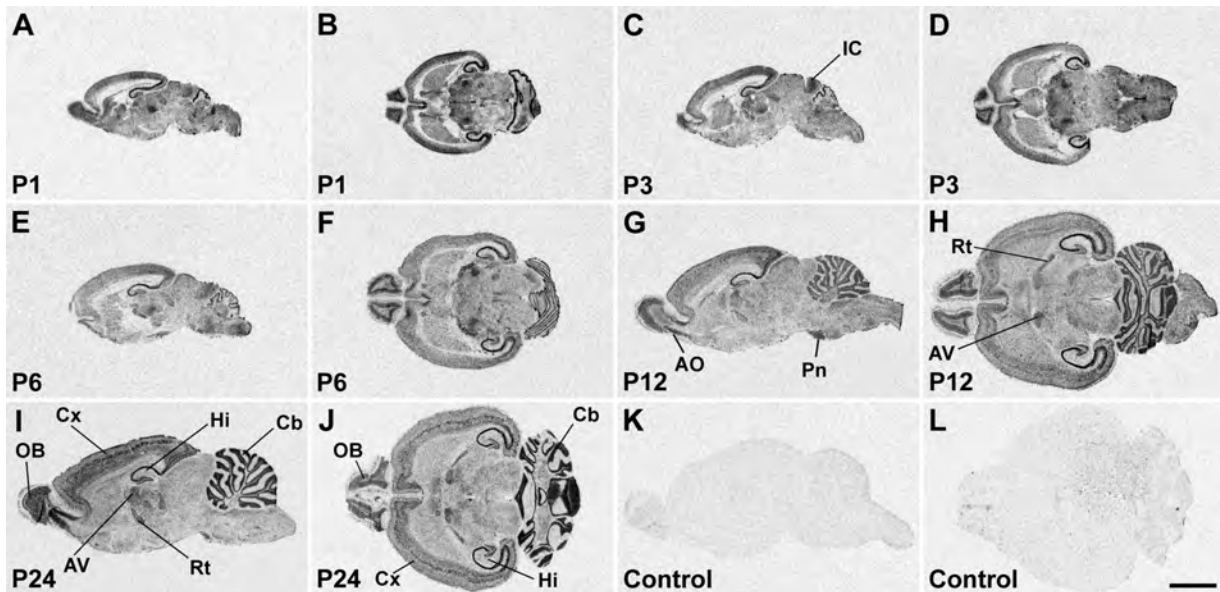 A
B
C
IC
D
P1
P1
P3
P3
E
F
G
H
Rt
AO
Pn
AV
P6
P6
P12
P12
I
Cx
Hi
Cb
OB
AV
Rt
P24
J
Cb
OB
Cx
Hi
P24
K
Control
L
Control